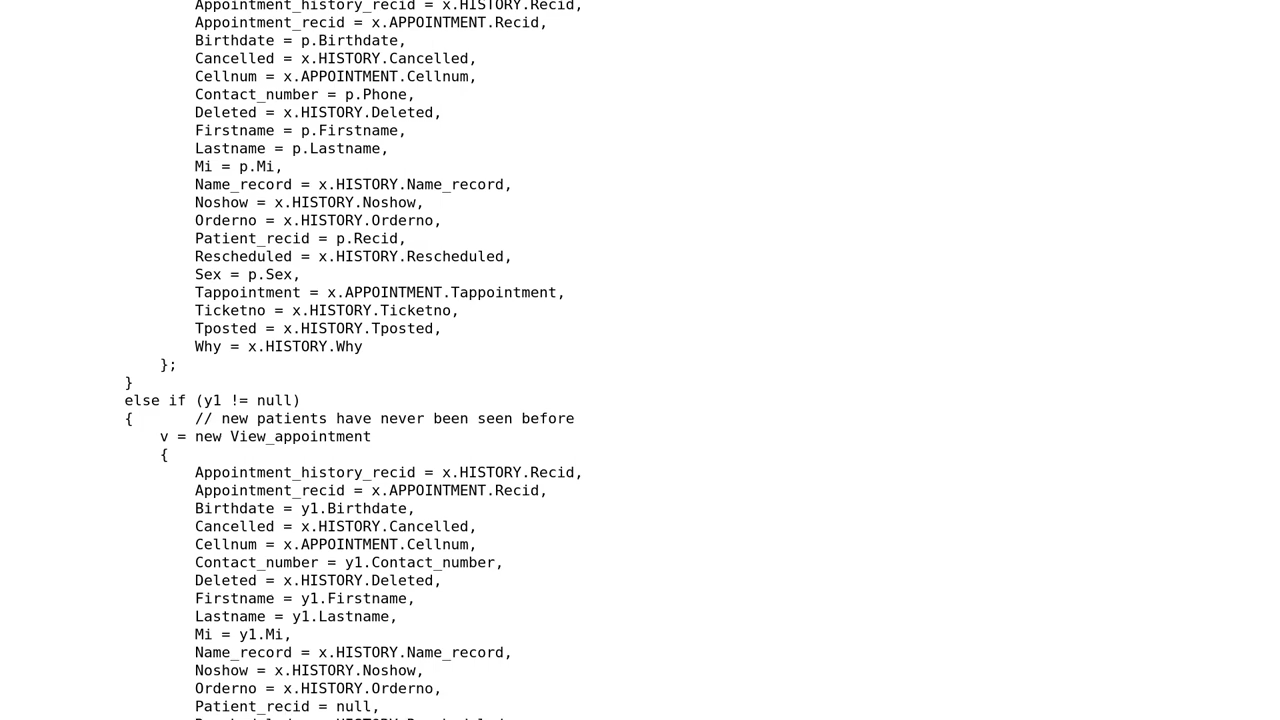 Appointment_history_recid = x.HISTORY.Recid,
Appointment_recid = x.APPOINTMENT.Recid,
Birthdate = p.Birthdate,
Cancelled = x.HISTORY.Cancelled,
Cellnum = x.APPOINTMENT.Cellnum,
Contact_number = p.Phone,
Deleted = x.HISTORY.Deleted,
Firstname = p.Firstname,
Lastname = p.Lastname,
Mi = p.Mi,
Name_record = x.HISTORY.Name_record,
Noshow = x.HISTORY.Noshow,
Orderno = x.HISTORY.Orderno,
Patient_recid = p.Recid,
Rescheduled = x.HISTORY.Rescheduled,
Sex = p.Sex,
Tappointment = x.APPOINTMENT.Tappointment,
Ticketno = x.HISTORY.Ticketno,
Tposted = x.HISTORY.Tposted,
Why = x.HISTORY.Why
};
}
else if (y1 != null)
{ // new patients have never been seen before
v = new View_appointment
{
Appointment_history_recid = x.HISTORY.Recid,
Appointment_recid = x.APPOINTMENT.Recid,
Birthdate = y1.Birthdate,
Cancelled = x.HISTORY.Cancelled,
Cellnum = x.APPOINTMENT.Cellnum,
Contact_number = y1.Contact_number,
Deleted = x.HISTORY.Deleted,
Firstname = y1.Firstname,
Lastname = y1.Lastname,
Mi = y1.Mi,
Name_record = x.HISTORY.Name_record,
Noshow = x.HISTORY.Noshow,
Orderno = x.HISTORY.Orderno,
Patient_recid = null,